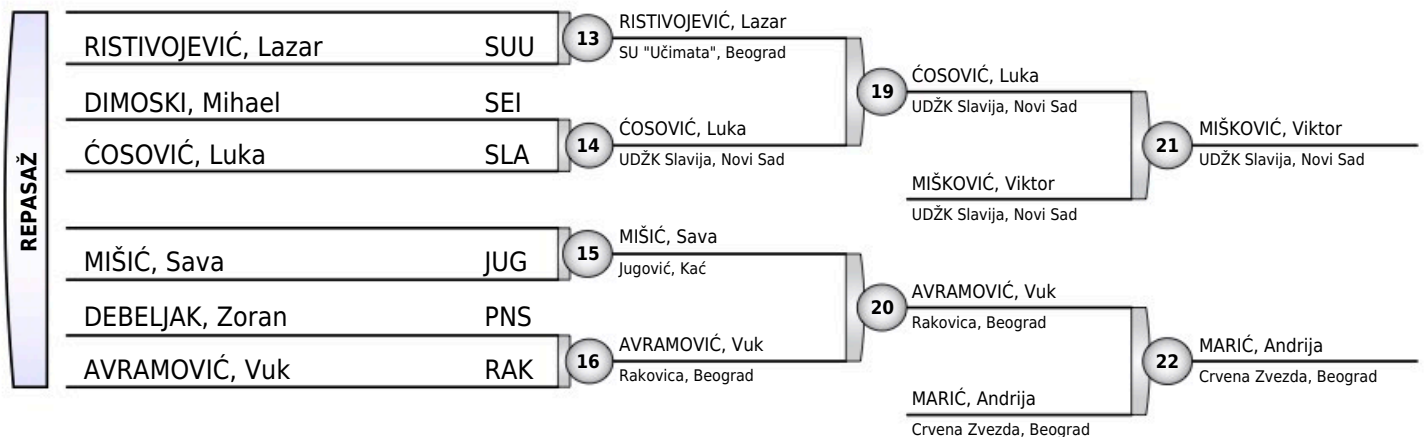 REPASAŽ
RISTIVOJEVIĆ, Lazar SUU
DIMOSKI, Mihael SEI
ĆOSOVIĆ, Luka SLA
MIŠIĆ, Sava JUG
DEBELJAK, Zoran PNS
AVRAMOVIĆ, Vuk RAK
13
RISTIVOJEVIĆ, Lazar
SU "Učimata", Beograd
14
ĆOSOVIĆ, Luka
UDŽK Slavija, Novi Sad
15
MIŠIĆ, Sava
Jugović, Kać
16
AVRAMOVIĆ, Vuk
Rakovica, Beograd
19
ĆOSOVIĆ, Luka
UDŽK Slavija, Novi Sad
MIŠKOVIĆ, Viktor
UDŽK Slavija, Novi Sad
20
AVRAMOVIĆ, Vuk
Rakovica, Beograd
MARIĆ, Andrija
Crvena Zvezda, Beograd
21
MIŠKOVIĆ, Viktor
UDŽK Slavija, Novi Sad
22
MARIĆ, Andrija
Crvena Zvezda, Beograd